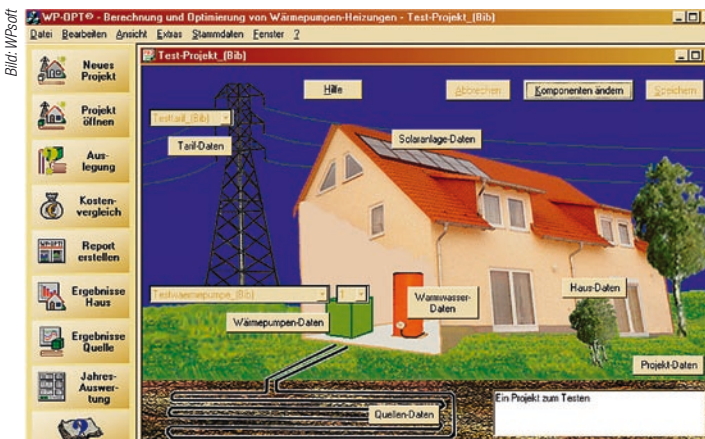 Bild: WPsoft
WP-OPT® - Berechnung und Optimierung von Wärmepumpen-Heizungen - Test-Projekt_(Bib)
Datei Bearbeiten Ansicht Extras Stammdaten Fenster ?
Neues
Projekt
Projekt
öffnen
Aus-
legung
Kosten-
vergleich
WP-OPT
Report
erstellen
Ergebnisse
Haus
Ergebnisse
Quelle
Jahres-
Auswer-
tung
Test-Projekt_(Bib)
Hilfe
Abbrechen
Komponenten ändern
Speichern
Testtarif_(Bib)
Tarif-Daten
Solaranlage-Daten
Testwaermepumpe_(Bib)
1
Wärmepumpen-Daten
Warmwasser-
Daten
Haus-Daten
Projekt-Daten
Quellen-Daten
Ein Projekt zum Testen